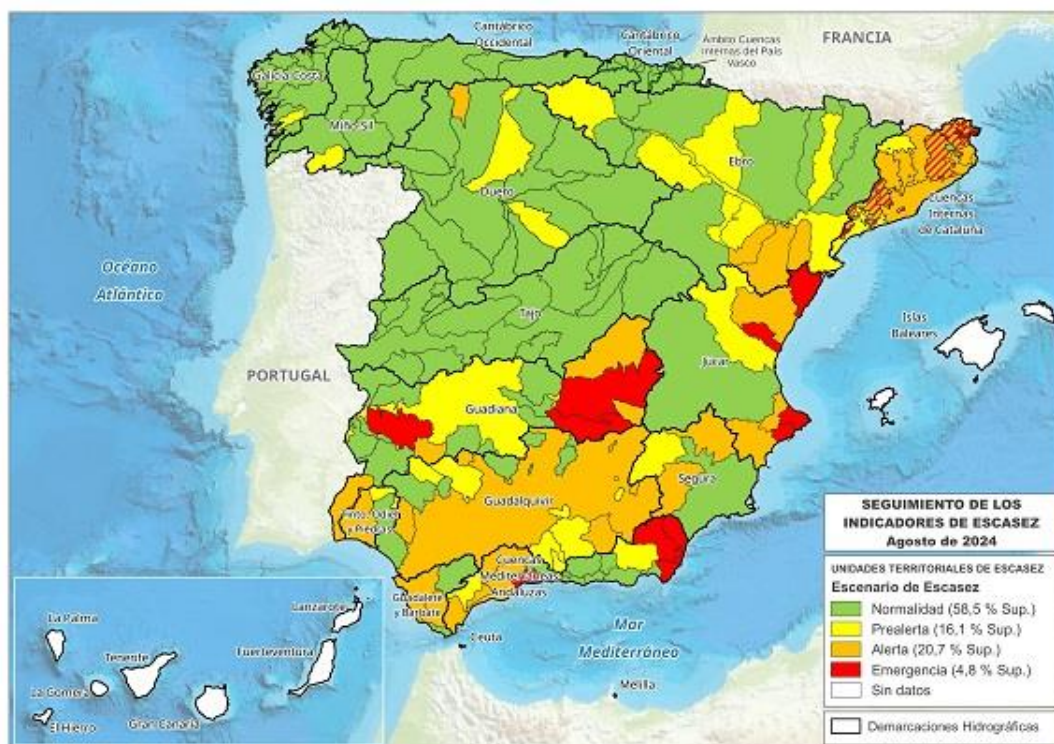 Cantábrico
Occidental
Cantábrico
Oriental
Ámbito Cuencas
Internas del País
Vasco
FRANCIA
Galicia Costa
Miño-Sil
Duero
Ebro
Cuencas
Internas
de Cataluña
Océano
Atlántico
Tajo
Islas
Baleares
PORTUGAL
Júcar
Guadiana
Segura
Guadalquivir
Tinto, Odiel
y Piedras
Cuencas
Mediterráneas
Andaluzas
Guadalete
y Barbate
Ceuta
Mar
Mediterráneo
Melilla
Lanzarote
La Palma
Fuerteventura
Tenerife
La Gomera
El Hierro
Gran Canaria
SEGUIMIENTO DE LOS
INDICADORES DE ESCASEZ
Agosto de 2024
UNIDADES TERRITORIALES DE ESCASEZ
Escenario de Escasez
Normalidad (58,5 % Sup.)
Prealerta (16,1 % Sup.)
Alerta (20,7 % Sup.)
Emergencia (4,8 % Sup.)
Sin datos
Demarcaciones Hidrográficas